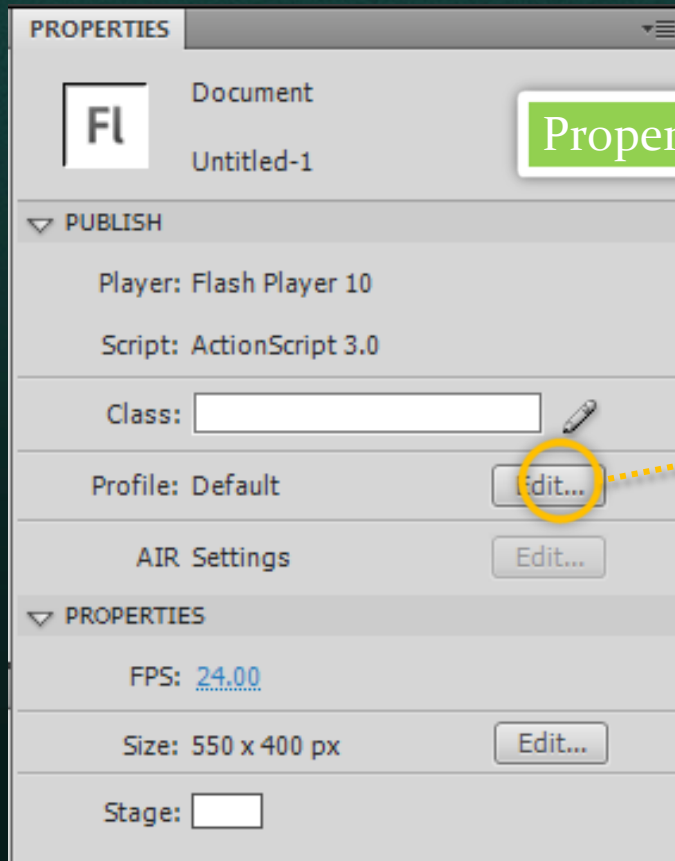 PROPERTIES
Fl
Document
Untitled-1
PUBLISH
Player: Flash Player 10
Script: ActionScript 3.0
Class:
Profile: Default Edit...
AIR Settings Edit...
PROPERTIES
FPS: 24.00
Size: 550 x 400 px Edit...
Stage: